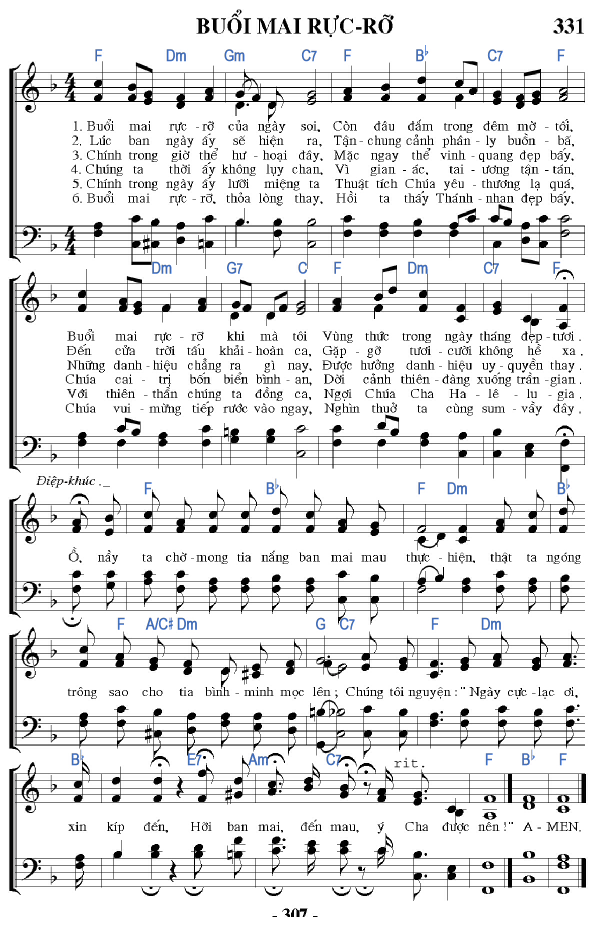 BUỔI MAI RỰC-RỠ 331
F Dm Gm C7 F B♭ C7 F
1. Buổi mai rực-rỡ của ngày soi, Còn đâu đắm trong đêm mờ-tối,
2. Lúc ban ngày ấy sẽ hiện ra, Tận-chung cảnh phân-ly buồn-bã,
3. Chính trong giờ thể hư-hoại đây, Mặc ngay thể vinh-quang đẹp bấy,
4. Chúng ta thời ấy không lụy chan, Vì gian-ác, tai-ương tận-tán,
5. Chính trong ngày ấy lưỡi miệng ta Thuật tích Chúa yêu-thương lạ quá,
6. Buổi mai rực-rỡ, thỏa lòng thay, Hồi ta thấy Thánh-nhan đẹp bấy,
Dm G7 C F Dm C7 F
Buổi mai rực-rỡ khi mà tôi Vùng thức trong ngày tháng đẹp-tươi.
Đến cửa trời tấu khải-hoàn ca, Gặp-gỡ tươi-cười không hề xa.
Những danh-hiệu chẳng ra gì nay, Được hưởng danh-hiệu uy-quyền thay.
Chúa cai-trị bốn biển bình-an, Dời cảnh thiên-đàng xuống trần-gian.
Với thiên-thần chúng ta đồng ca, Ngợi Chúa Cha Ha-lê-lu-gia.
Chúa vui-mừng tiếp rước vào ngay, Nghìn thuở ta cùng sum-vầy đây.
Điệp-khúc._
F B♭ F Dm B♭
Ồ, nầy ta chờ-mong tia nắng ban mai mau thực-hiện, thật ta ngóng
F A/C# Dm G C7 F Dm
trông sao cho tia bình-minh mọc lên; Chúng tôi nguyện: "Ngày cực-lạc ơi,
B♭ E7 Am C7 rit. F B♭ F
xin kíp đến, Hỡi ban mai, đến mau, ý Cha được nên!" A-MEN.
- 307 -